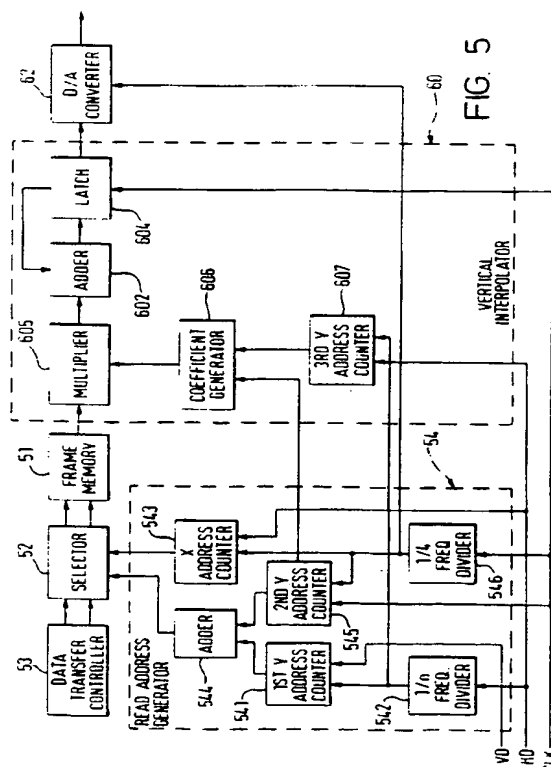 62
D/A
CONVERTER
FIG. 5
60
LATCH
604
ADDER
602
605
MULTIPLIER
606
COEFFICIENT
GENERATOR
607
3RD Y
ADDRESS
COUNTER
VERTICAL
INTERPOLATOR
51
FRAME
MEMORY
52
SELECTOR
53
DATA
TRANSFER
CONTROLLER
54
READ ADDRESS
GENERATOR
543
X
ADDRESS
COUNTER
544
ADDER
541
1ST Y
ADDRESS
COUNTER
2ND Y
ADDRESS
COUNTER
545
542
1/n
FREQ.
DIVIDER
1/4
FREQ
DIVIDER
546
VD
HD